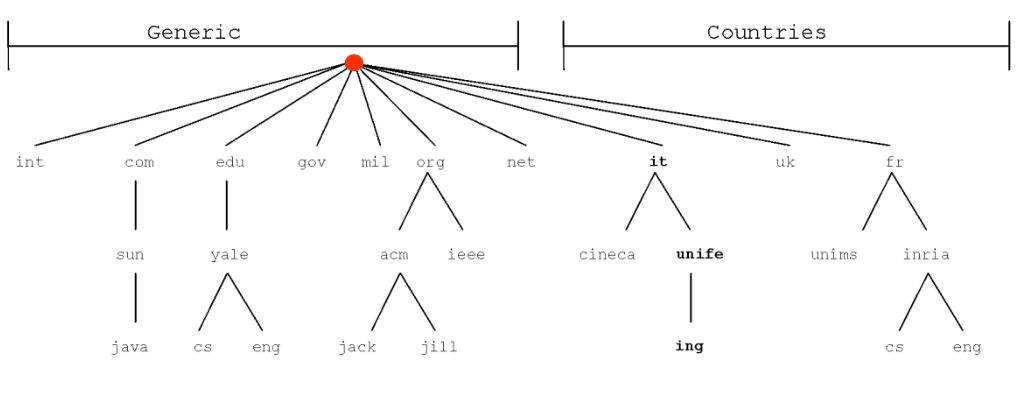 Generic Countries
int com edu gov mil org net it uk fr
sun yale acm ieee cineca unife unims inria
java cs eng jack jill ing cs eng